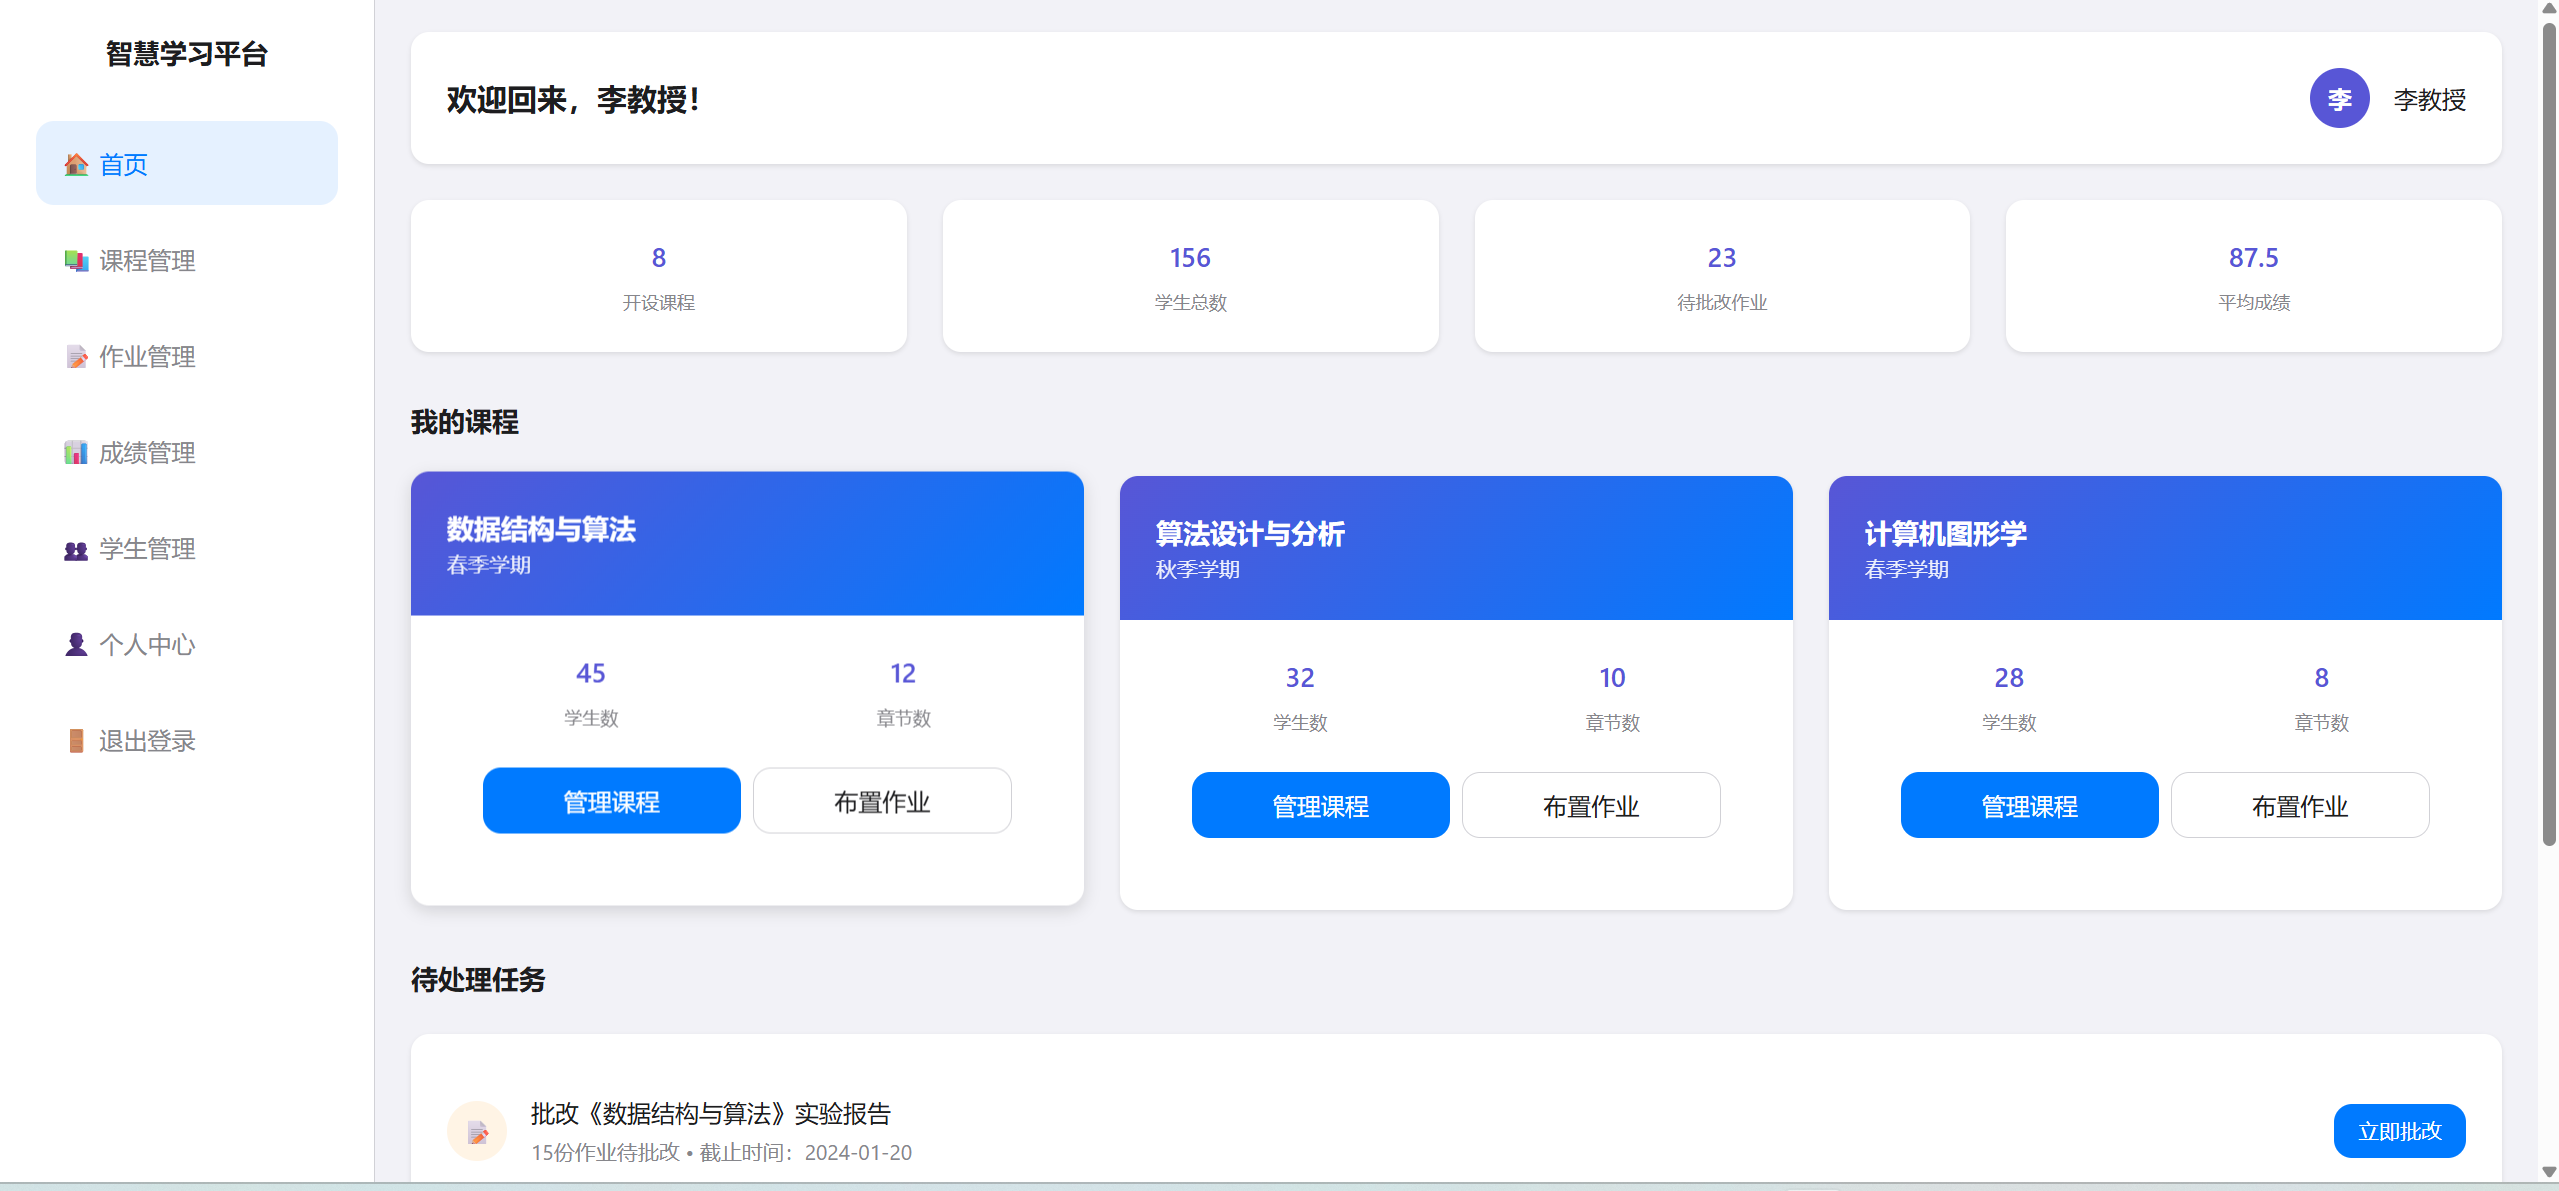 智慧学习平台
首页
课程管理
作业管理
成绩管理
学生管理
个人中心
退出登录
欢迎回来，李教授！
李 李教授
8
开设课程
156
学生总数
23
待批改作业
87.5
平均成绩
我的课程
数据结构与算法
春季学期
45
学生数
12
章节数
管理课程
布置作业
算法设计与分析
秋季学期
32
学生数
10
章节数
管理课程
布置作业
计算机图形学
春季学期
28
学生数
8
章节数
管理课程
布置作业
待处理任务
批改《数据结构与算法》实验报告
15份作业待批改 • 截止时间：2024-01-20
立即批改